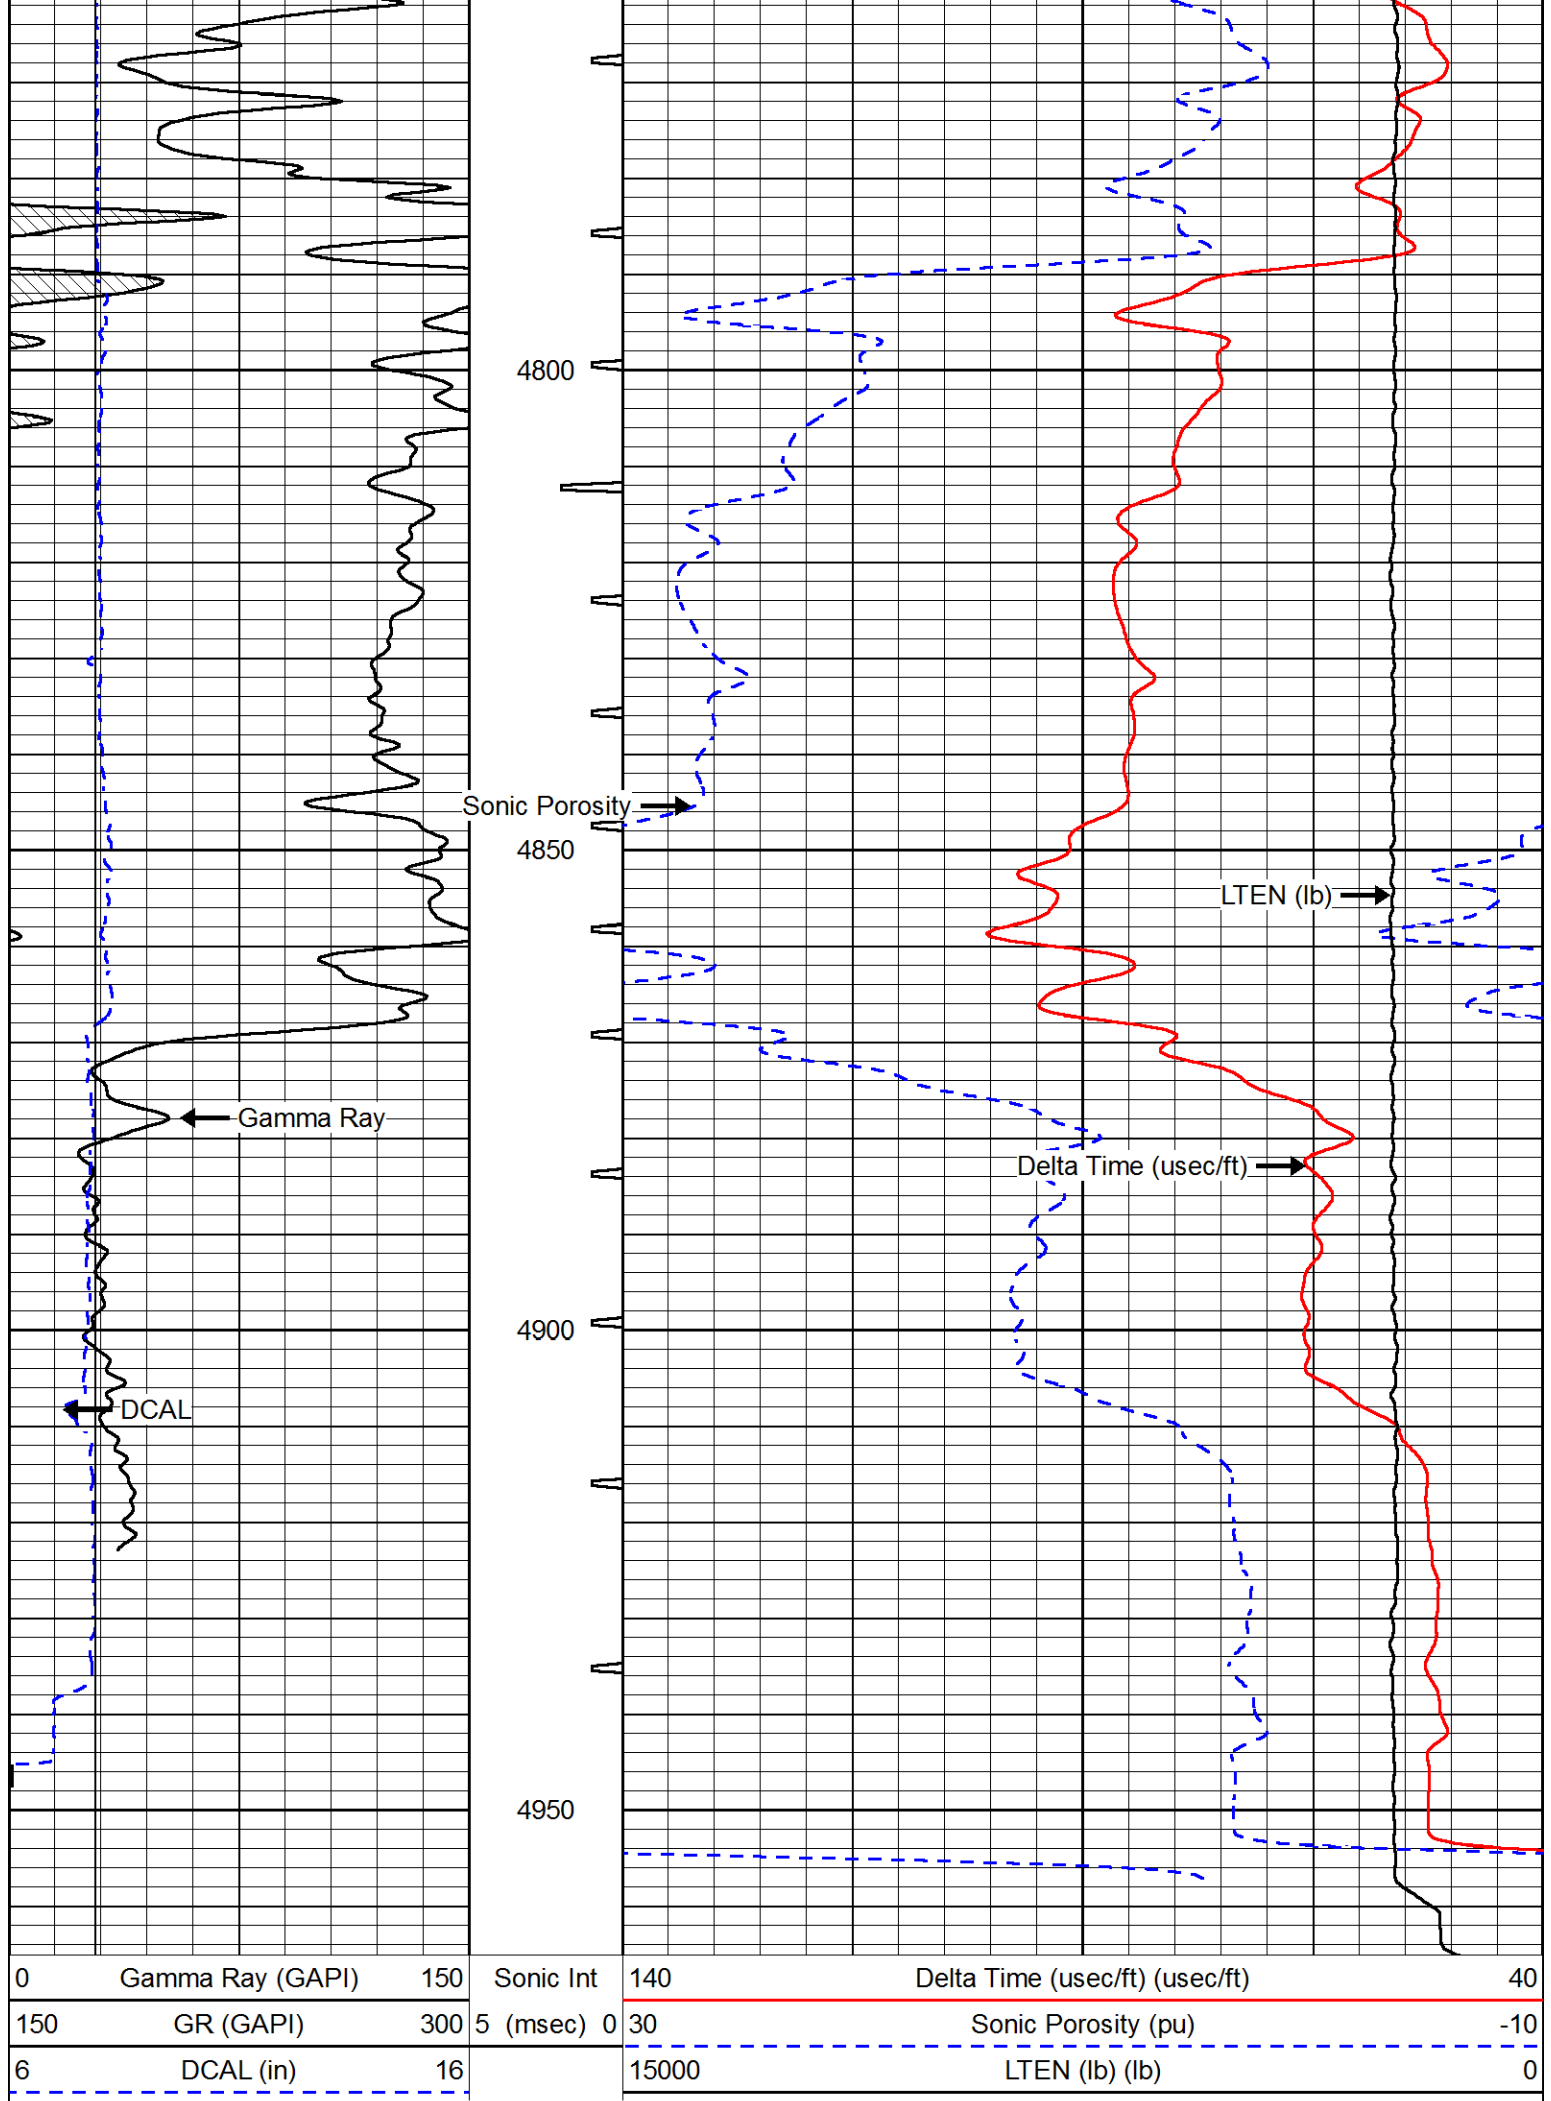 4800
Sonic Porosity
4850
LTEN (lb)
Gamma Ray
Delta Time (usec/ft)
4900
DCAL
4950
0 Gamma Ray (GAPI) 150 Sonic Int 140 Delta Time (usec/ft) (usec/ft) 40
150 GR (GAPI) 300 5 (msec) 0 30 Sonic Porosity (pu) -10
6 DCAL (in) 16 15000 LTEN (lb) (lb) 0